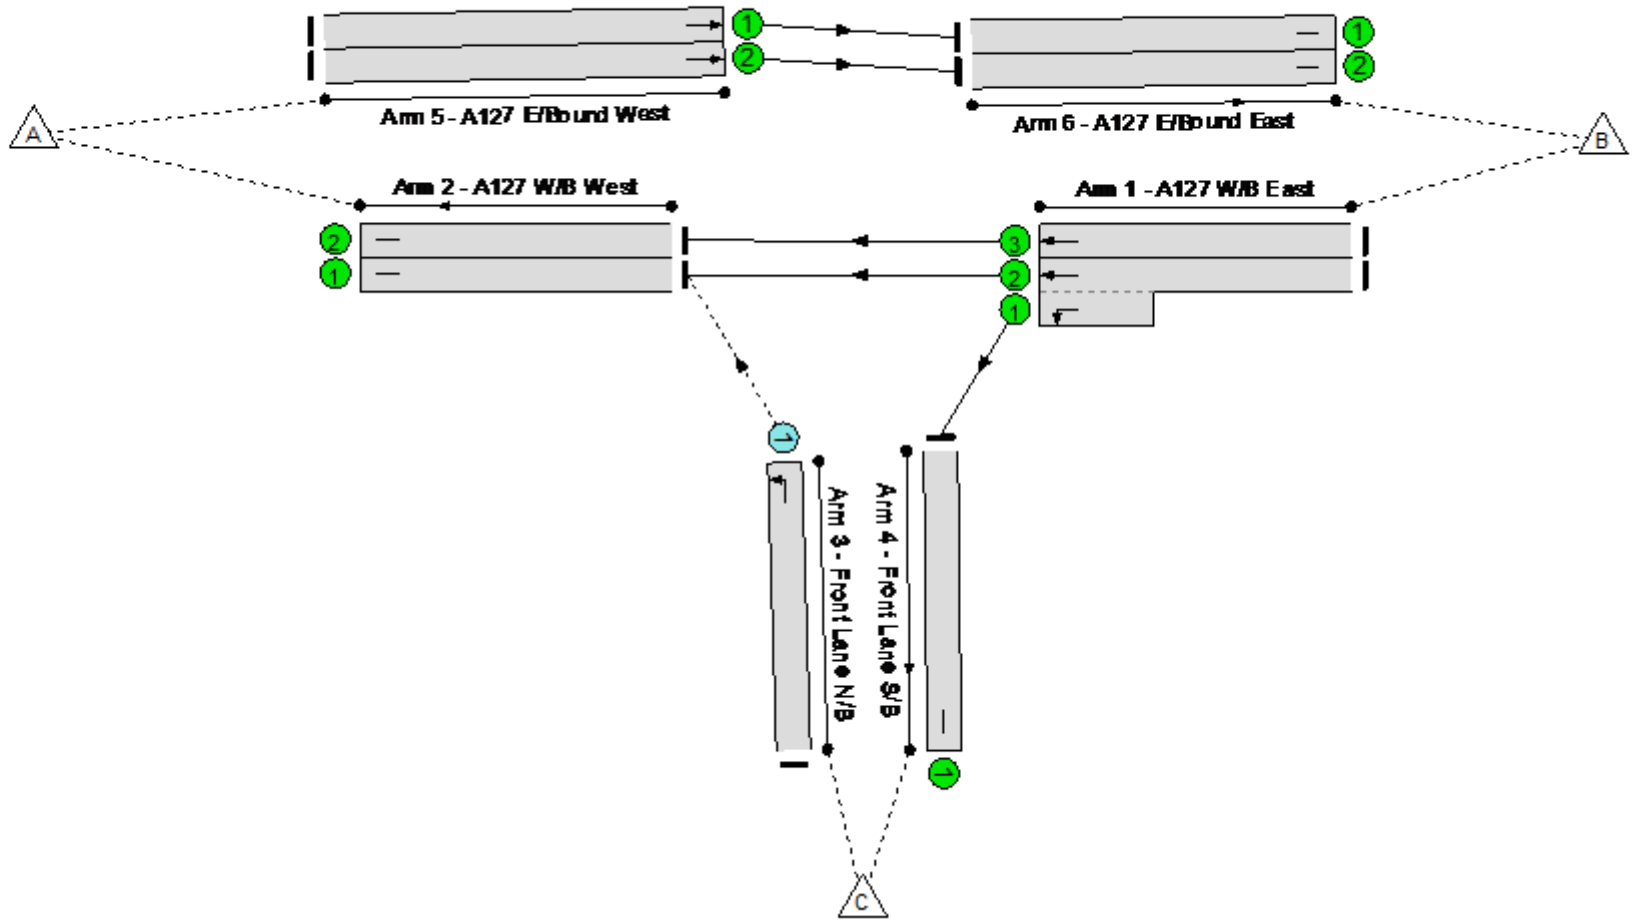 1
1
2
2
Arm 5 - A127 E/Bound West
Arm 6 - A127 E/Bound East
A
B
Arm 2 - A127 W/B West
Arm 1 - A127 W/B East
2
3
1
2
1
1
Arm 3 - Front Lane N/B
Arm 4 - Front Lane S/B
1
C